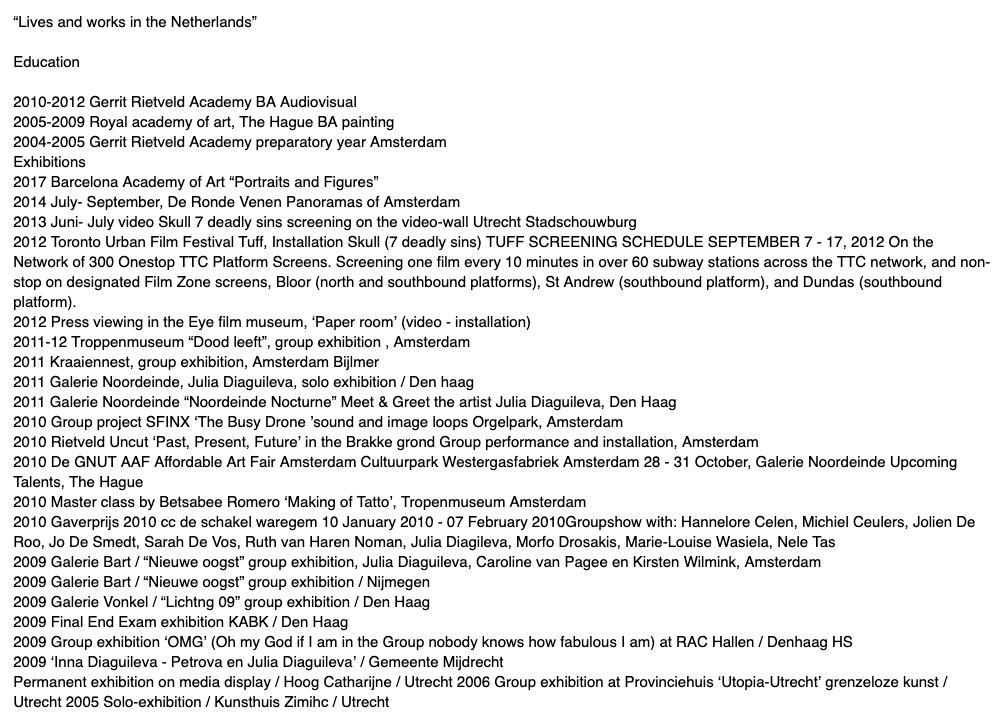 “Lives and works in the Netherlands”
Education
2010-2012 Gerrit Rietveld Academy BA Audiovisual
2005-2009 Royal academy of art, The Hague BA painting
2004-2005 Gerrit Rietveld Academy preparatory year Amsterdam
Exhibitions
2017 Barcelona Academy of Art “Portraits and Figures”
2014 July- September, De Ronde Venen Panoramas of Amsterdam
2013 Juni- July video Skull 7 deadly sins screening on the video-wall Utrecht Stadschouwburg
2012 Toronto Urban Film Festival Tuff, Installation Skull (7 deadly sins) TUFF SCREENING SCHEDULE SEPTEMBER 7 - 17, 2012 On the
Network of 300 Onestop TTC Platform Screens. Screening one film every 10 minutes in over 60 subway stations across the TTC network, and non-
stop on designated Film Zone screens, Bloor (north and southbound platforms), St Andrew (southbound platform), and Dundas (southbound
platform).
2012 Press viewing in the Eye film museum, ‘Paper room’ (video - installation)
2011-12 Troppenmuseum “Dood leeft”, group exhibition , Amsterdam
2011 Kraaiennest, group exhibition, Amsterdam Bijlmer
2011 Galerie Noordeinde, Julia Diaguileva, solo exhibition / Den haag
2011 Galerie Noordeinde “Noordeinde Nocturne” Meet & Greet the artist Julia Diaguileva, Den Haag
2010 Group project SFINX ‘The Busy Drone ’sound and image loops Orgelpark, Amsterdam
2010 Rietveld Uncut ‘Past, Present, Future’ in the Brakke grond Group performance and installation, Amsterdam
2010 De GNUT AAF Affordable Art Fair Amsterdam Cultuurpark Westergasfabriek Amsterdam 28 - 31 October, Galerie Noordeinde Upcoming
Talents, The Hague
2010 Master class by Betsabee Romero ‘Making of Tatto’, Tropenmuseum Amsterdam
2010 Gaverprijs 2010 cc de schakel waregem 10 January 2010 - 07 February 2010Groupshow with: Hannelore Celen, Michiel Ceulers, Jolien De
Roo, Jo De Smedt, Sarah De Vos, Ruth van Haren Noman, Julia Diagileva, Morfo Drosakis, Marie-Louise Wasiela, Nele Tas
2009 Galerie Bart / “Nieuwe oogst” group exhibition, Julia Diaguileva, Caroline van Pagee en Kirsten Wilmink, Amsterdam
2009 Galerie Bart / “Nieuwe oogst” group exhibition / Nijmegen
2009 Galerie Vonkel / “Lichtng 09” group exhibition / Den Haag
2009 Final End Exam exhibition KABK / Den Haag
2009 Group exhibition ‘OMG’ (Oh my God if I am in the Group nobody knows how fabulous I am) at RAC Hallen / Denhaag HS
2009 ‘Inna Diaguileva - Petrova en Julia Diaguileva’ / Gemeente Mijdrecht
Permanent exhibition on media display / Hoog Catharijne / Utrecht 2006 Group exhibition at Provinciehuis ‘Utopia-Utrecht’ grenzeloze kunst /
Utrecht 2005 Solo-exhibition / Kunsthuis Zimihc / Utrecht